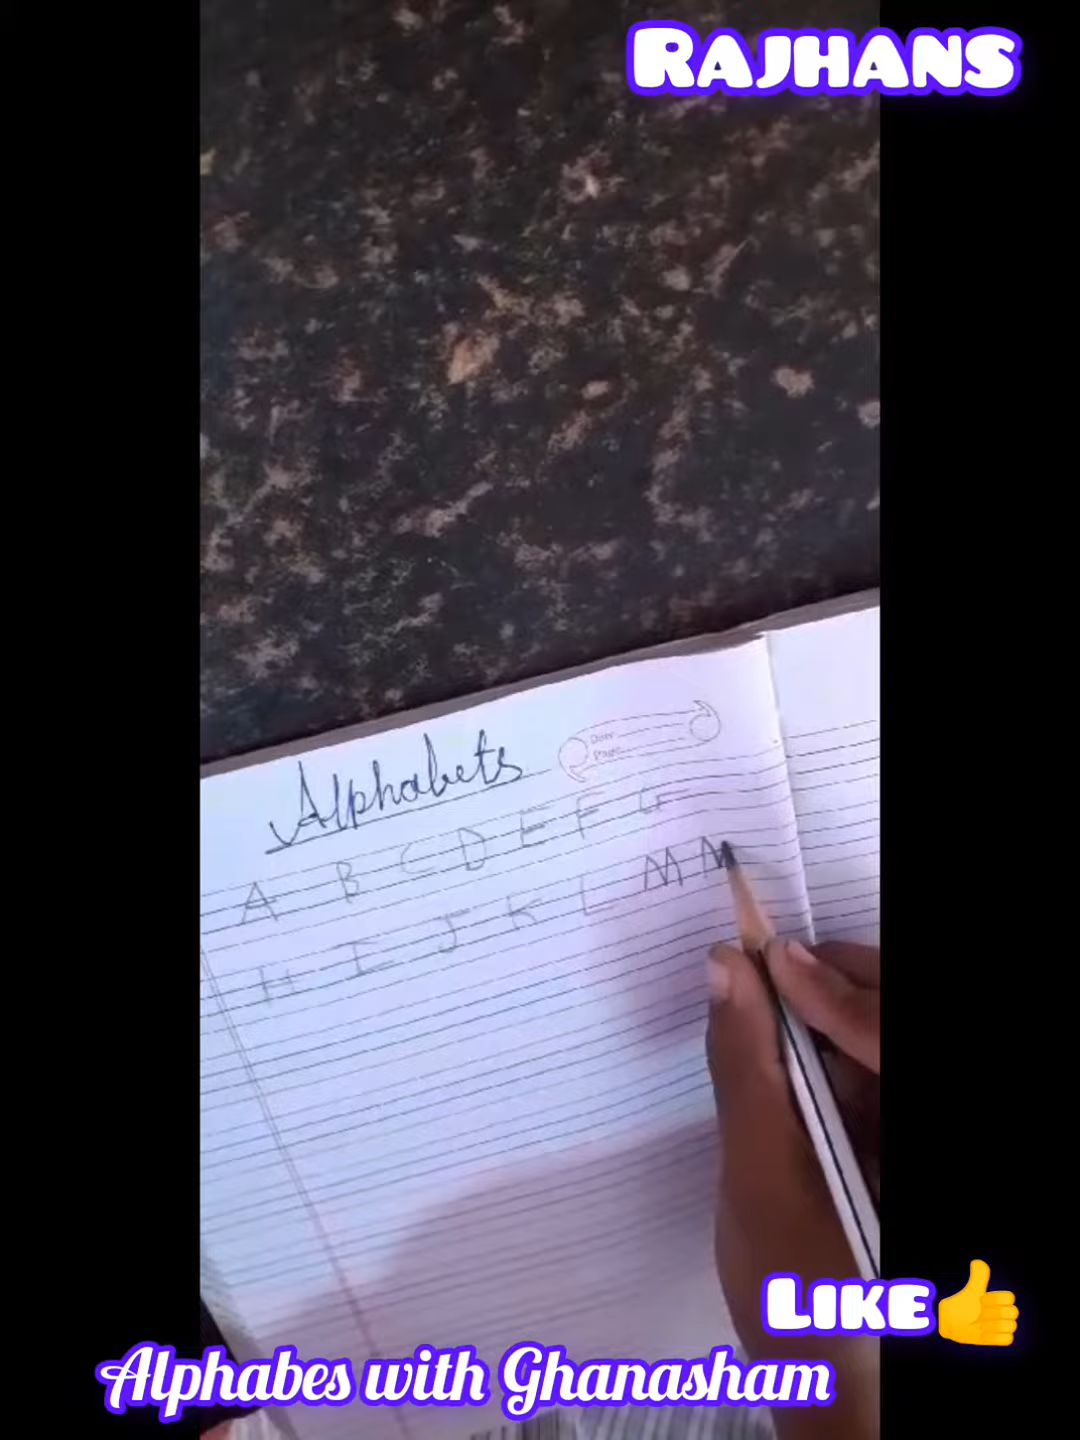 RAJHANS
Alphabets
Date
Page
A B C D E F G
H I J K L M N
LIKE👍
Alphabes with Ghanasham